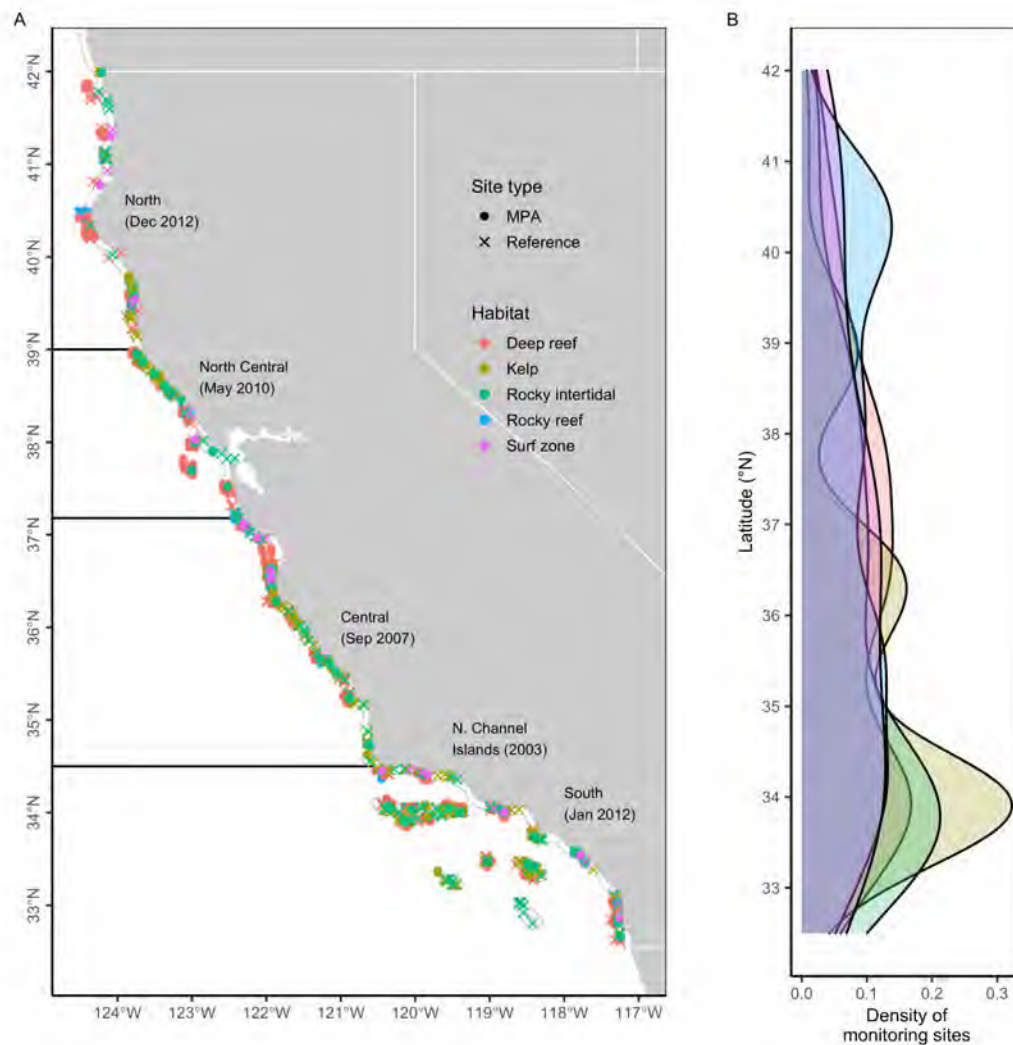 A
42°N
41°N
40°N
39°N
38°N
37°N
36°N
35°N
34°N
33°N
124°W
123°W
122°W
121°W
120°W
119°W
118°W
117°W
North
(Dec 2012)
North Central
(May 2010)
Central
(Sep 2007)
N. Channel
Islands (2003)
South
(Jan 2012)
Site type
MPA
Reference
Habitat
Deep reef
Kelp
Rocky intertidal
Rocky reef
Surf zone
B
Latitude (°N)
42
41
40
39
38
37
36
35
34
33
0.0
0.1
0.2
0.3
Density of
monitoring sites